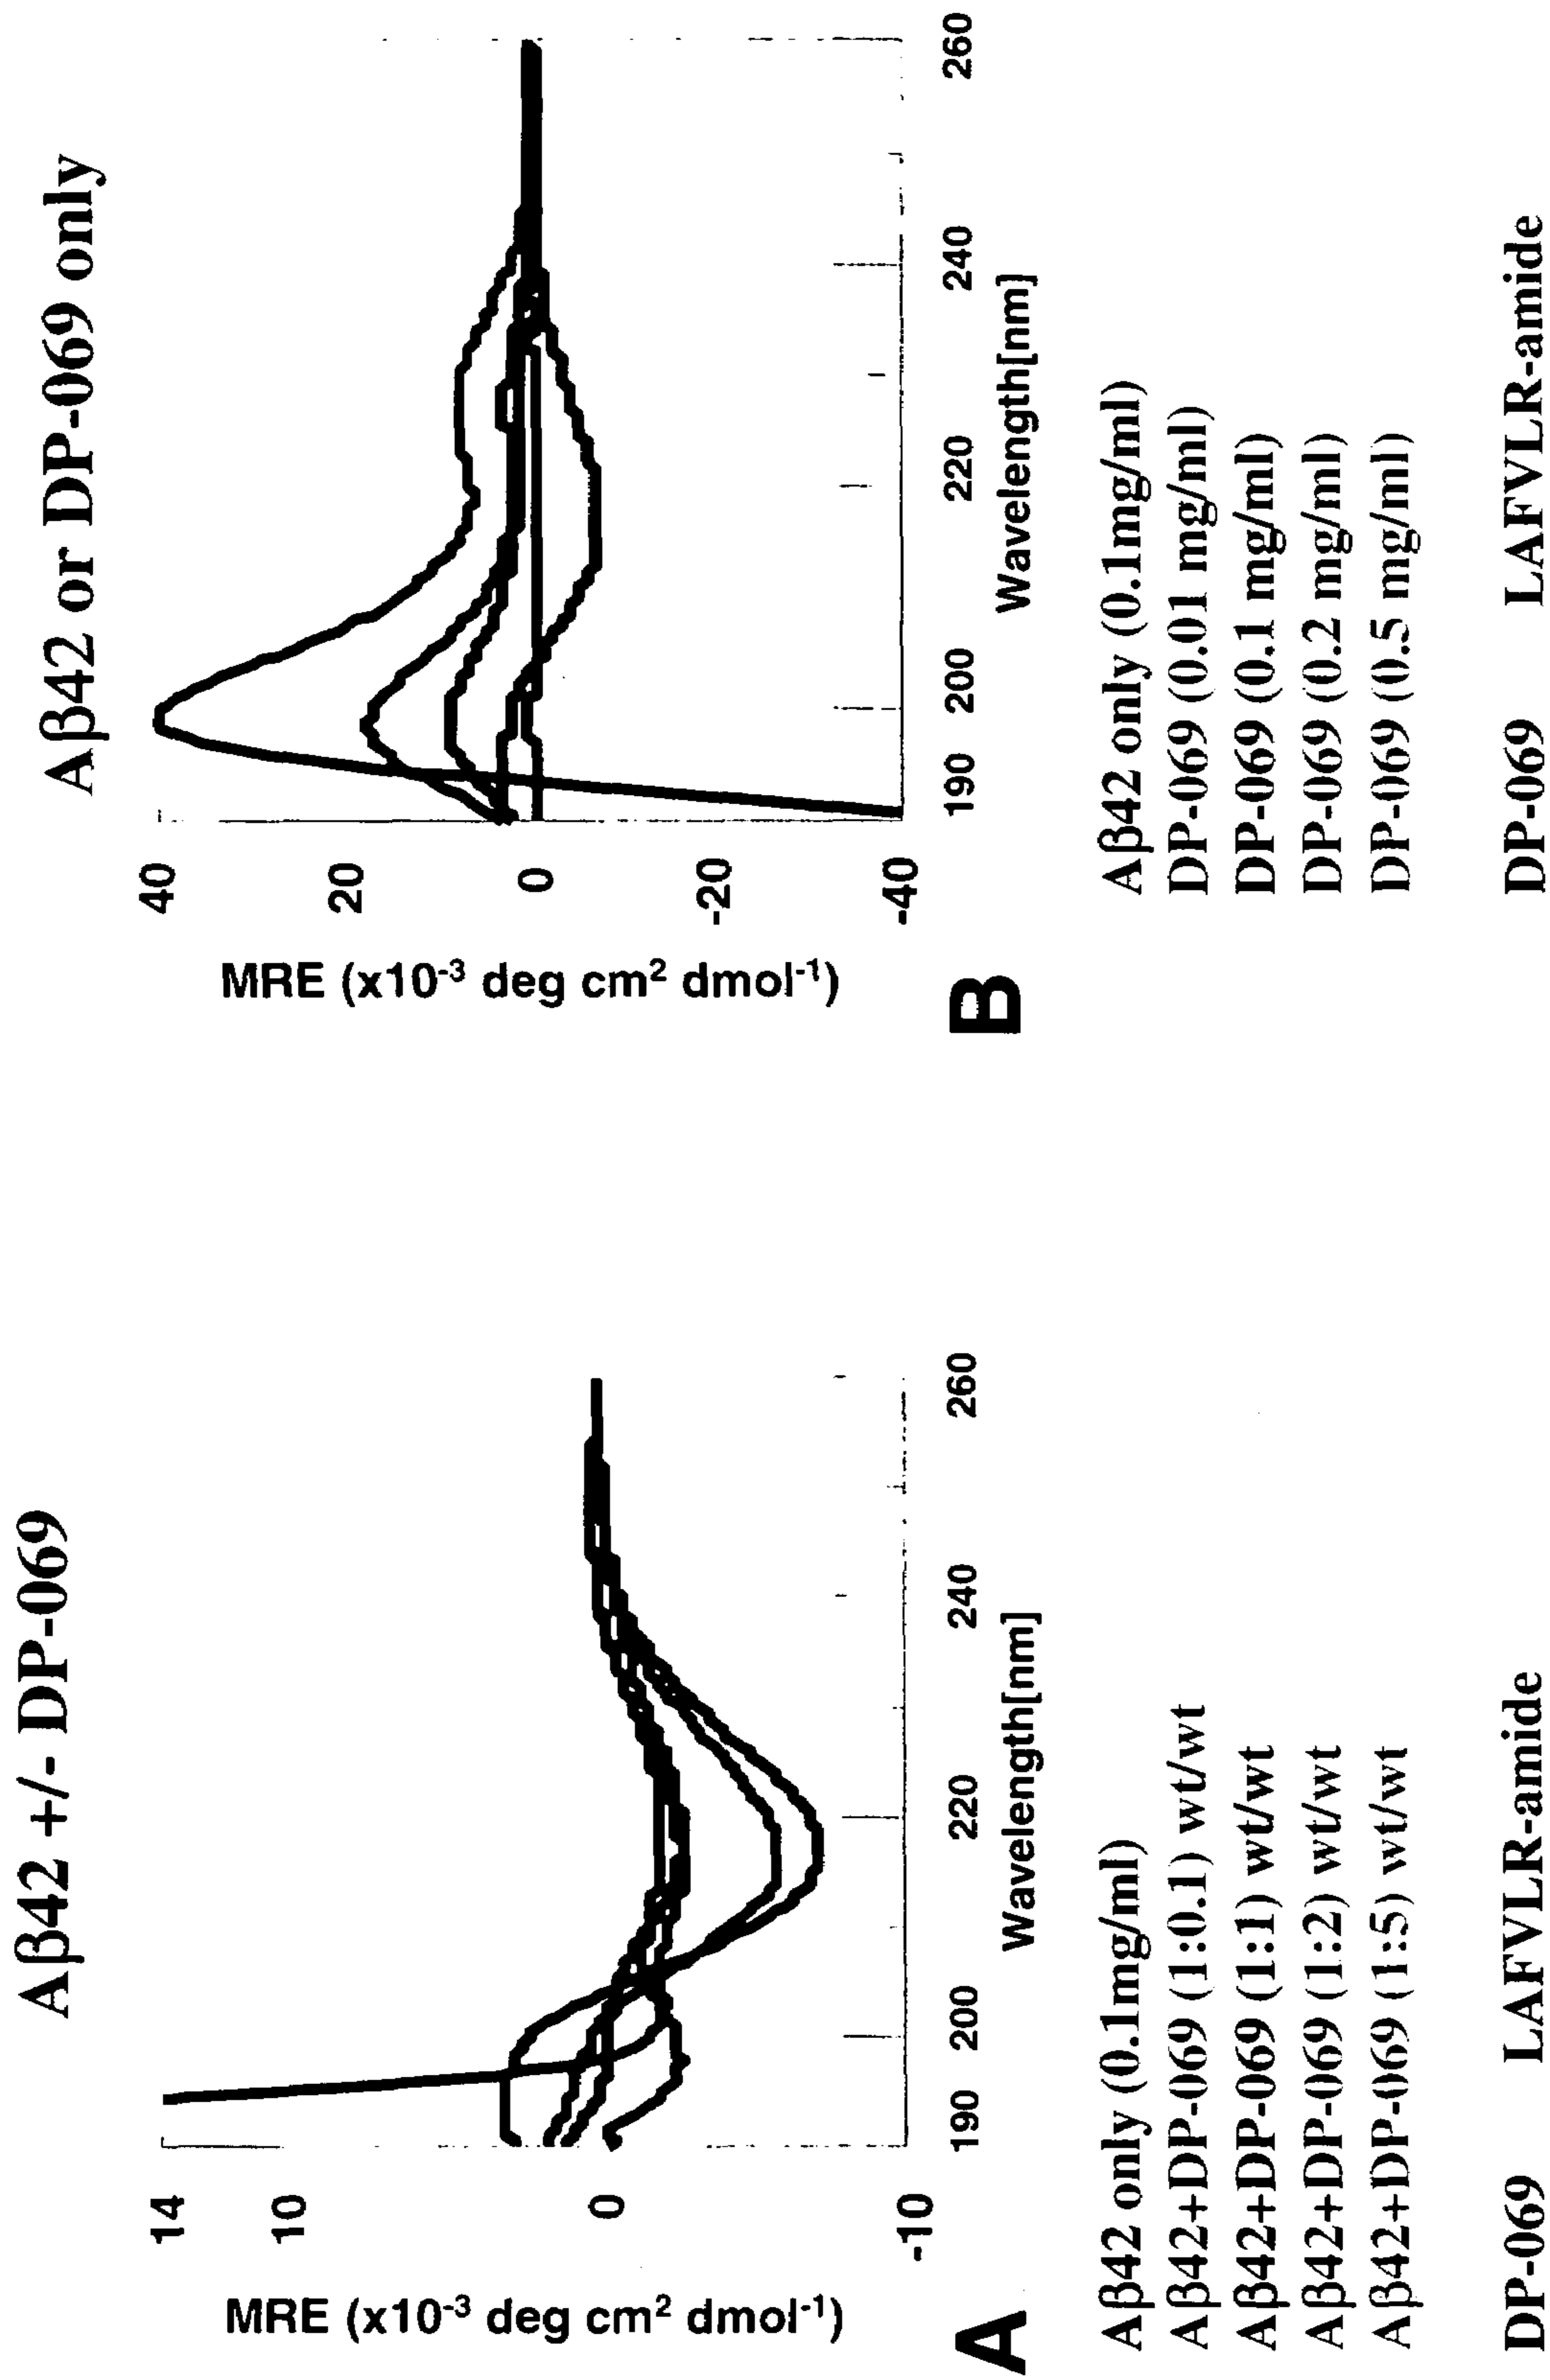 Aβ42 +/- DP-069
MRE (x10-3 deg cm2 dmol-1)
14
10
0
-10
190
200
220
240
260
Wavelength[nm]
A
Aβ42 only (0.1mg/ml)
Aβ42+DP-069 (1:0.1) wt/wt
Aβ42+DP-069 (1:1) wt/wt
Aβ42+DP-069 (1:2) wt/wt
Aβ42+DP-069 (1:5) wt/wt
DP-069 LAFVLR-amide
Aβ42 or DP-069 only
MRE (x10-3 deg cm2 dmol-1)
40
20
0
-20
-40
190
200
220
240
260
Wavelength[nm]
B
Aβ42 only (0.1mg/ml)
DP-069 (0.01 mg/ml)
DP-069 (0.1 mg/ml)
DP-069 (0.2 mg/ml)
DP-069 (0.5 mg/ml)
DP-069 LAFVLR-amide